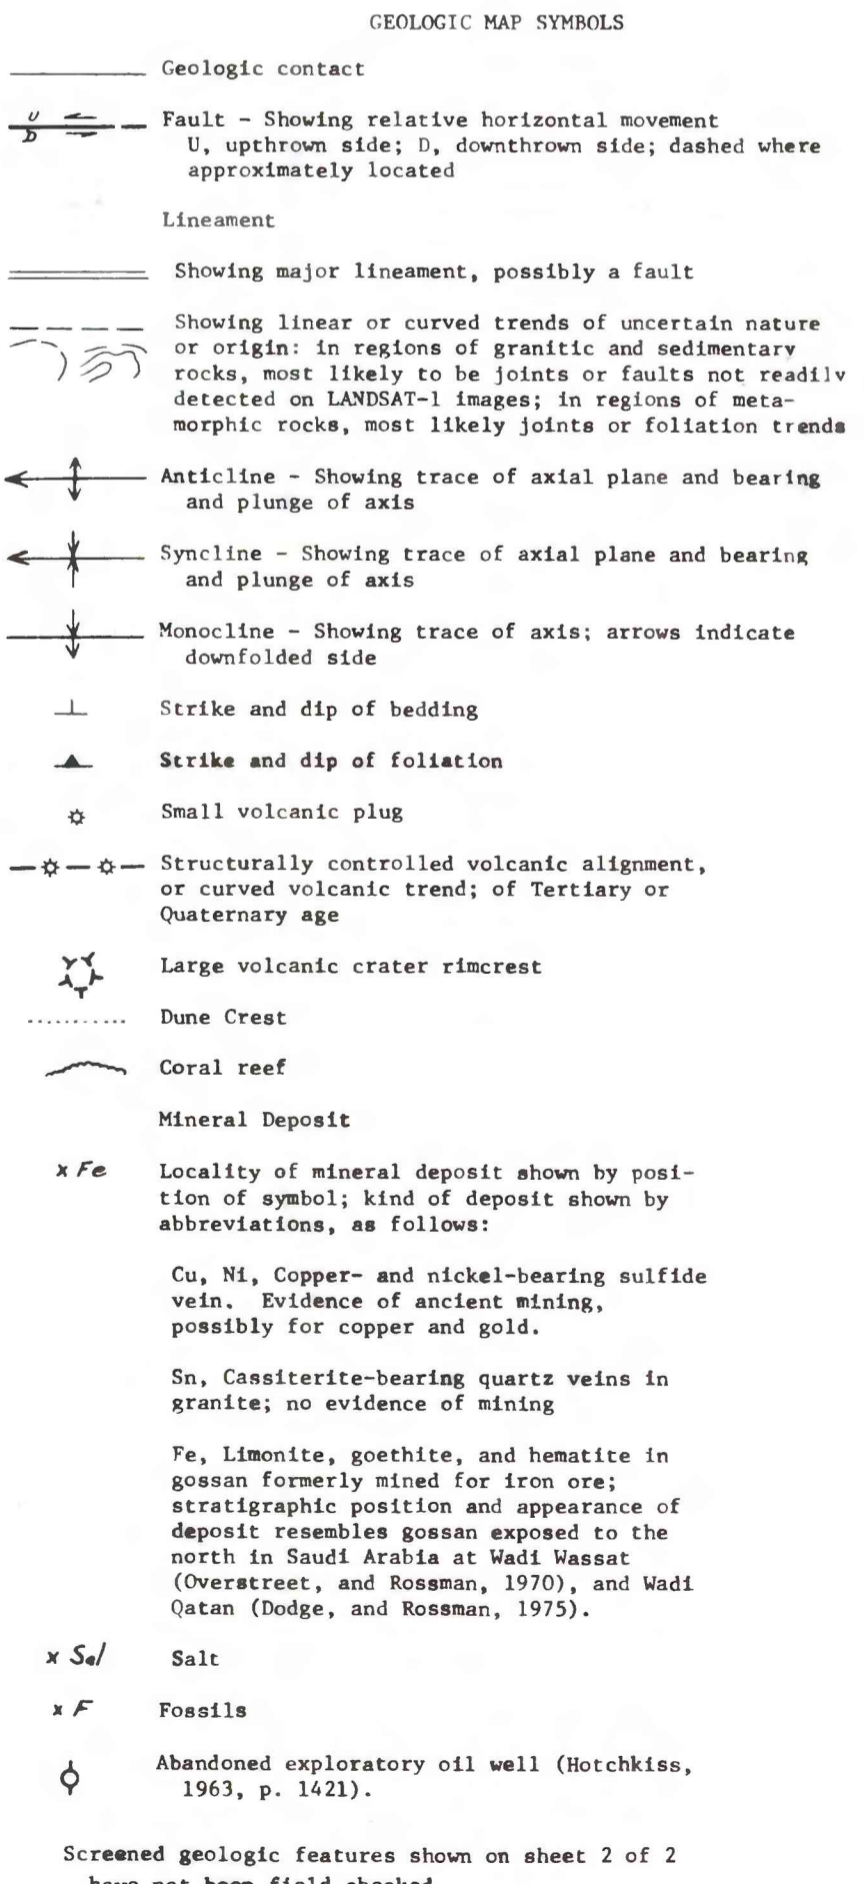 GEOLOGIC MAP SYMBOLS
Geologic contact
U
D
Fault - Showing relative horizontal movement
U, upthrown side; D, downthrown side; dashed where
approximately located
Lineament
Showing major lineament, possibly a fault
Showing linear or curved trends of uncertain nature
or origin: in regions of granitic and sedimentary
rocks, most likely to be joints or faults not readily
detected on LANDSAT-1 images; in regions of meta-
morphic rocks, most likely joints or foliation trends
Anticline - Showing trace of axial plane and bearing
and plunge of axis
Syncline - Showing trace of axial plane and bearing
and plunge of axis
Monocline - Showing trace of axis; arrows indicate
downfolded side
Strike and dip of bedding
Strike and dip of foliation
Small volcanic plug
Structurally controlled volcanic alignment,
or curved volcanic trend; of Tertiary or
Quaternary age
Large volcanic crater rimcrest
Dune Crest
Coral reef
Mineral Deposit
x Fe Locality of mineral deposit shown by posi-
tion of symbol; kind of deposit shown by
abbreviations, as follows:
Cu, Ni, Copper- and nickel-bearing sulfide
vein. Evidence of ancient mining,
possibly for copper and gold.
Sn, Cassiterite-bearing quartz veins in
granite; no evidence of mining
Fe, Limonite, goethite, and hematite in
gossan formerly mined for iron ore;
stratigraphic position and appearance of
deposit resembles gossan exposed to the
north in Saudi Arabia at Wadi Wassat
(Overstreet, and Rossman, 1970), and Wadi
Qatan (Dodge, and Rossman, 1975).
x Sal Salt
x F Fossils
Abandoned exploratory oil well (Hotchkiss,
1963, p. 1421).
Screened geologic features shown on sheet 2 of 2
have not been field checked